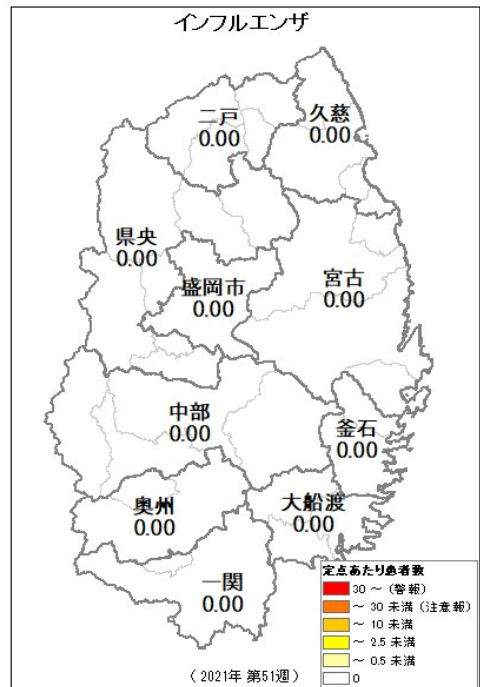 インフルエンザ
二戸
0.00
久慈
0.00
県央
0.00
盛岡市
0.00
宮古
0.00
中部
0.00
釜石
0.00
奥州
0.00
大船渡
0.00
一関
0.00
定点あたり患者数
30 ~ (警報)
~ 30 未満 (注意報)
~ 10 未満
~ 2.5 未満
~ 0.5 未満
0
(2021年 第51週)